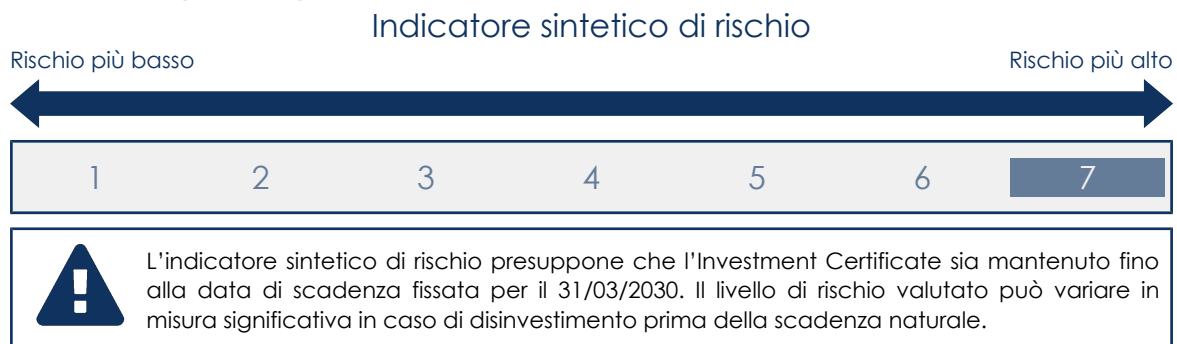 Indicatore sintetico di rischio
Rischio più basso Rischio più alto
1 2 3 4 5 6 7
L'indicatore sintetico di rischio presuppone che l'Investment Certificate sia mantenuto fino
alla data di scadenza fissata per il 31/03/2030. Il livello di rischio valutato può variare in
misura significativa in caso di disinvestimento prima della scadenza naturale.